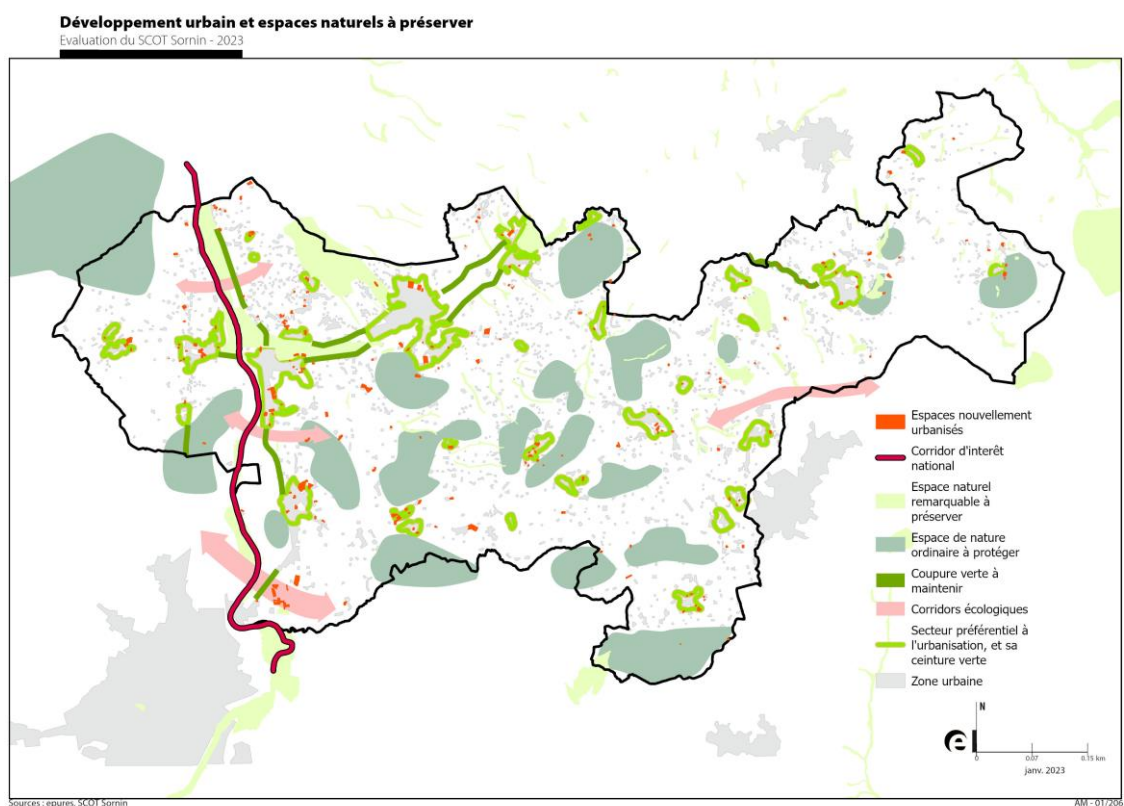 Développement urbain et espaces naturels à préserver
Evaluation du SCOT Sornin - 2023
Espaces nouvellement
urbanisés
Corridor d'interêt
national
Espace naturel
remarquable à
préserver
Espace de nature
ordinaire à protéger
Coupure verte à
maintenir
Corridors écologiques
Secteur préférentiel à
l'urbanisation, et sa
ceinture verte
Zone urbaine
N
0 0.07 0.15 km
janv. 2023
Sources : epures, SCOT Sornin
AM - 01/206